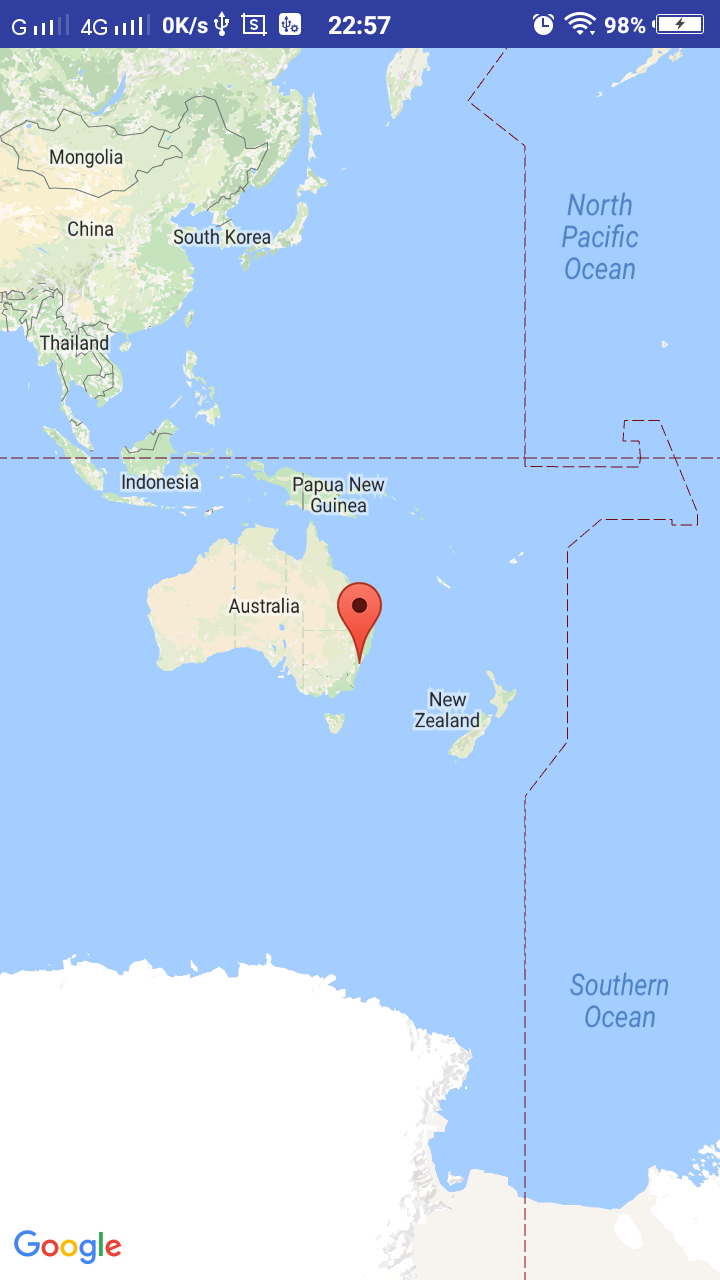 G 4G 0K/s S 22:57 98%
Mongolia
China
South Korea
North
Pacific
Ocean
Thailand
Indonesia
Papua New
Guinea
Australia
New
Zealand
Southern
Ocean
Google